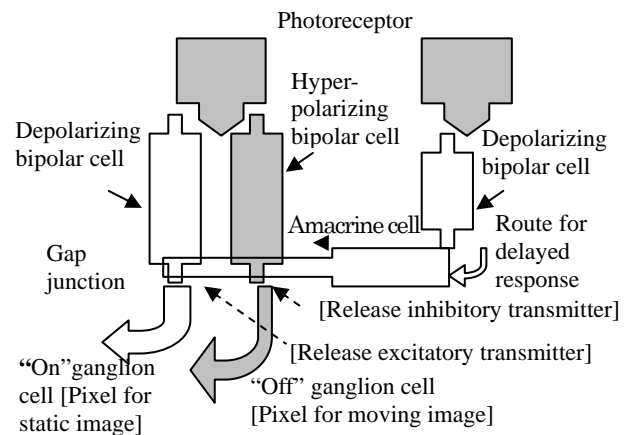 Photoreceptor
Hyper-
polarizing
bipolar cell
Depolarizing
bipolar cell
Depolarizing
bipolar cell
Amacrine cell
Route for
delayed
response
Gap
junction
[Release inhibitory transmitter]
[Release excitatory transmitter]
“On”ganglion
cell [Pixel for
static image]
“Off” ganglion cell
[Pixel for moving image]